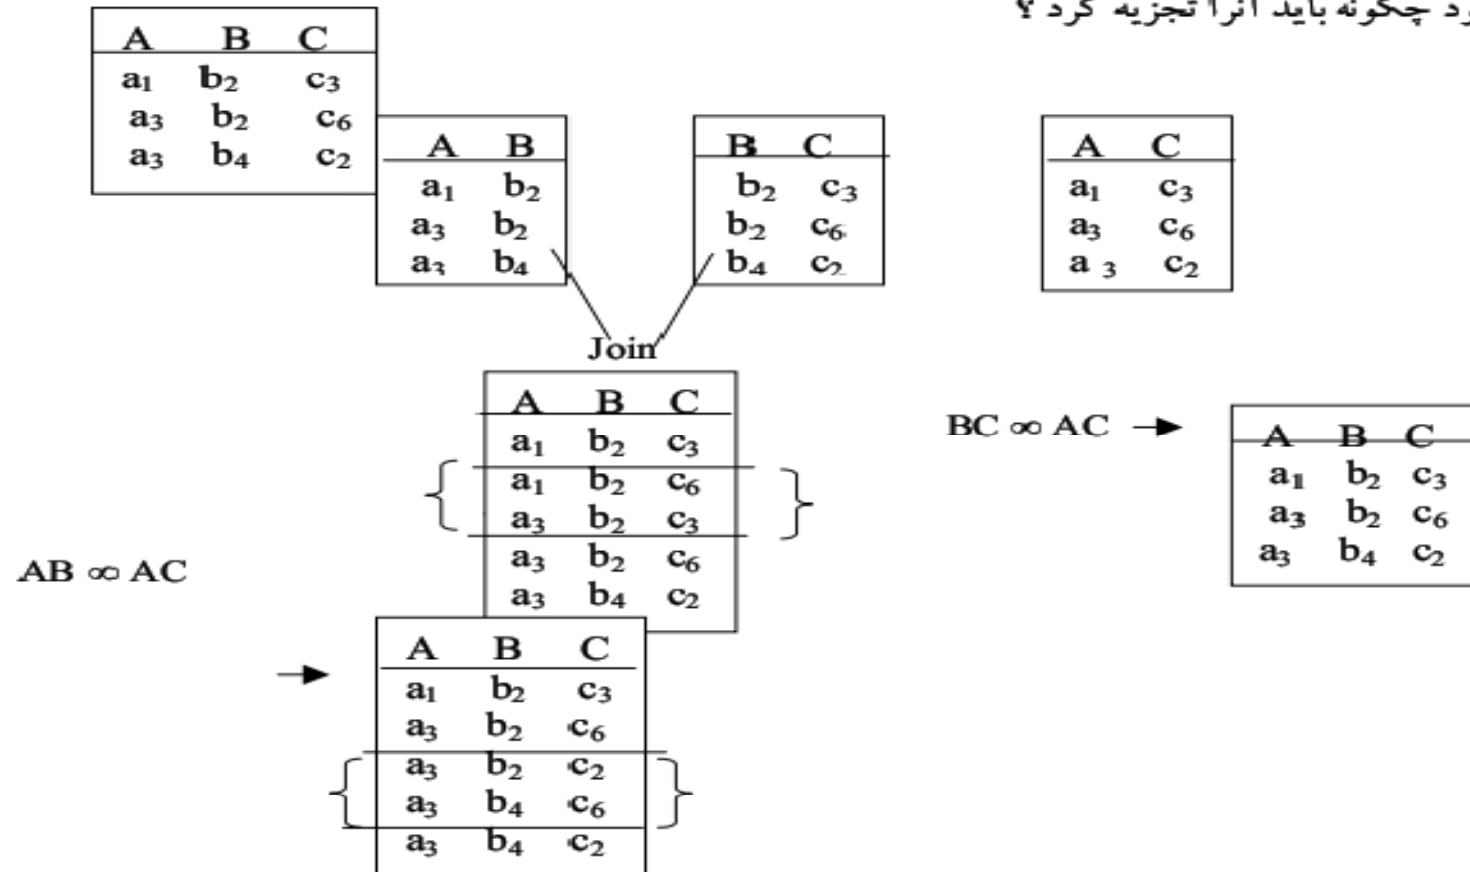 ود چگونه باید آنرا تجزیه کرد ؟
A B C
a1 b2 c3
a3 b2 c6
a3 b4 c2
A B
a1 b2
a3 b2
a3 b4
B C
b2 c3
b2 c6
b4 c2
A C
a1 c3
a3 c6
a 3 c2
Join
A B C
a1 b2 c3
a1 b2 c6
a3 b2 c3
a3 b2 c6
a3 b4 c2
BC ∞ AC
A B C
a1 b2 c3
a3 b2 c6
a3 b4 c2
AB ∞ AC
A B C
a1 b2 c3
a3 b2 c6
a3 b2 c2
a3 b4 c6
a3 b4 c2